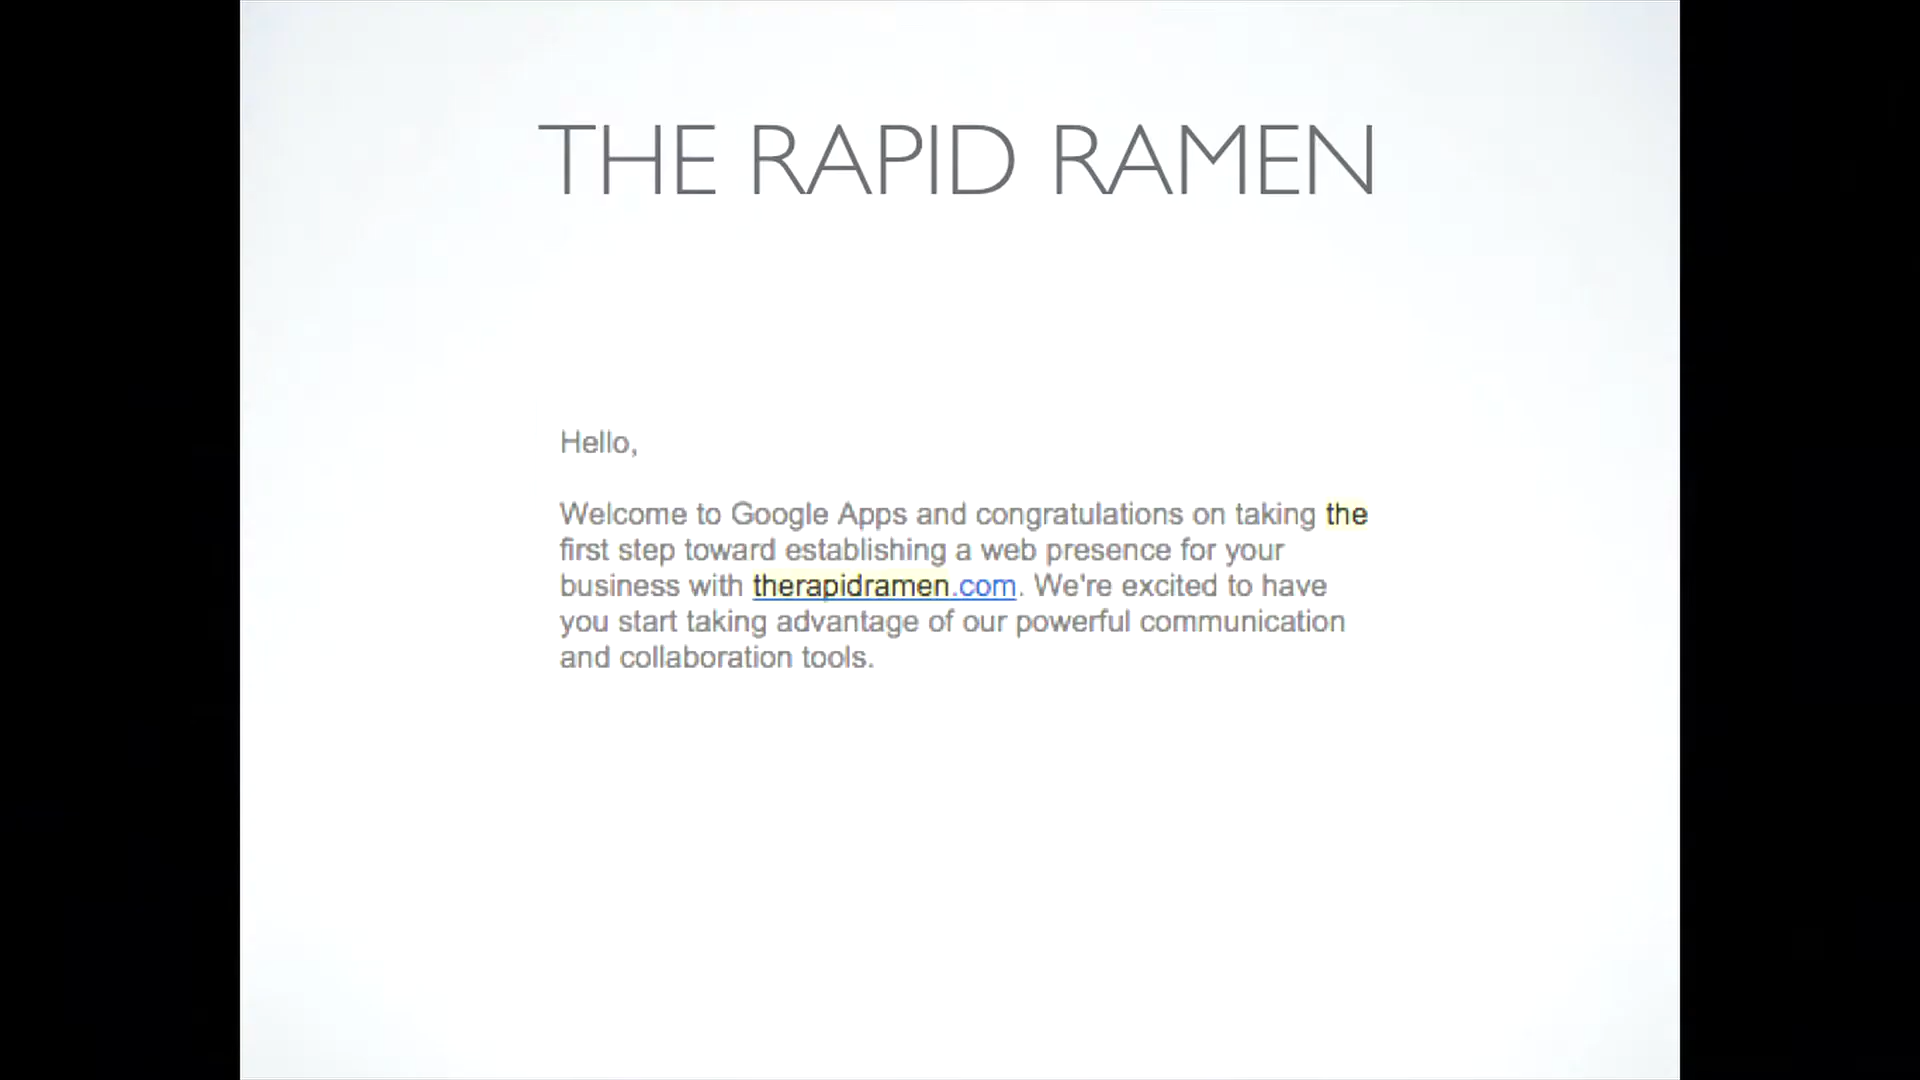 THE RAPID RAMEN
Hello,
Welcome to Google Apps and congratulations on taking the
first step toward establishing a web presence for your
business with therapidramen.com. We're excited to have
you start taking advantage of our powerful communication
and collaboration tools.